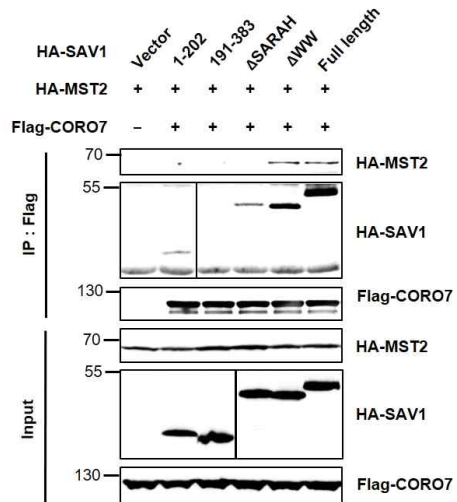 HA-SAV1 Vector 1-202 191-383 ΔSARAH ΔWW Full length
HA-MST2 + + + + + +
Flag-CORO7 – + + + + +
IP : Flag
70 HA-MST2
55 HA-SAV1
130 Flag-CORO7
Input
70 HA-MST2
55 HA-SAV1
130 Flag-CORO7